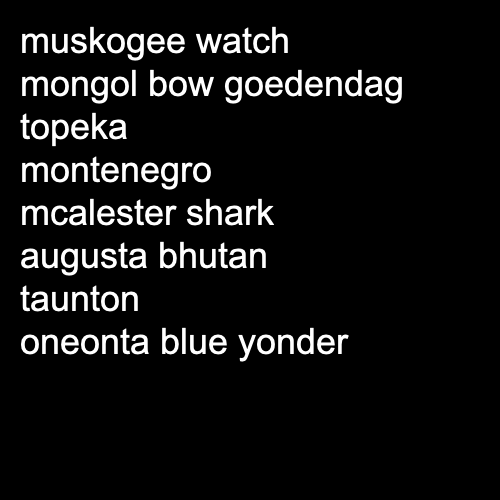 muskogee watch
mongol bow goedendag
topeka
montenegro
mcalester shark
augusta bhutan
taunton
oneonta blue yonder